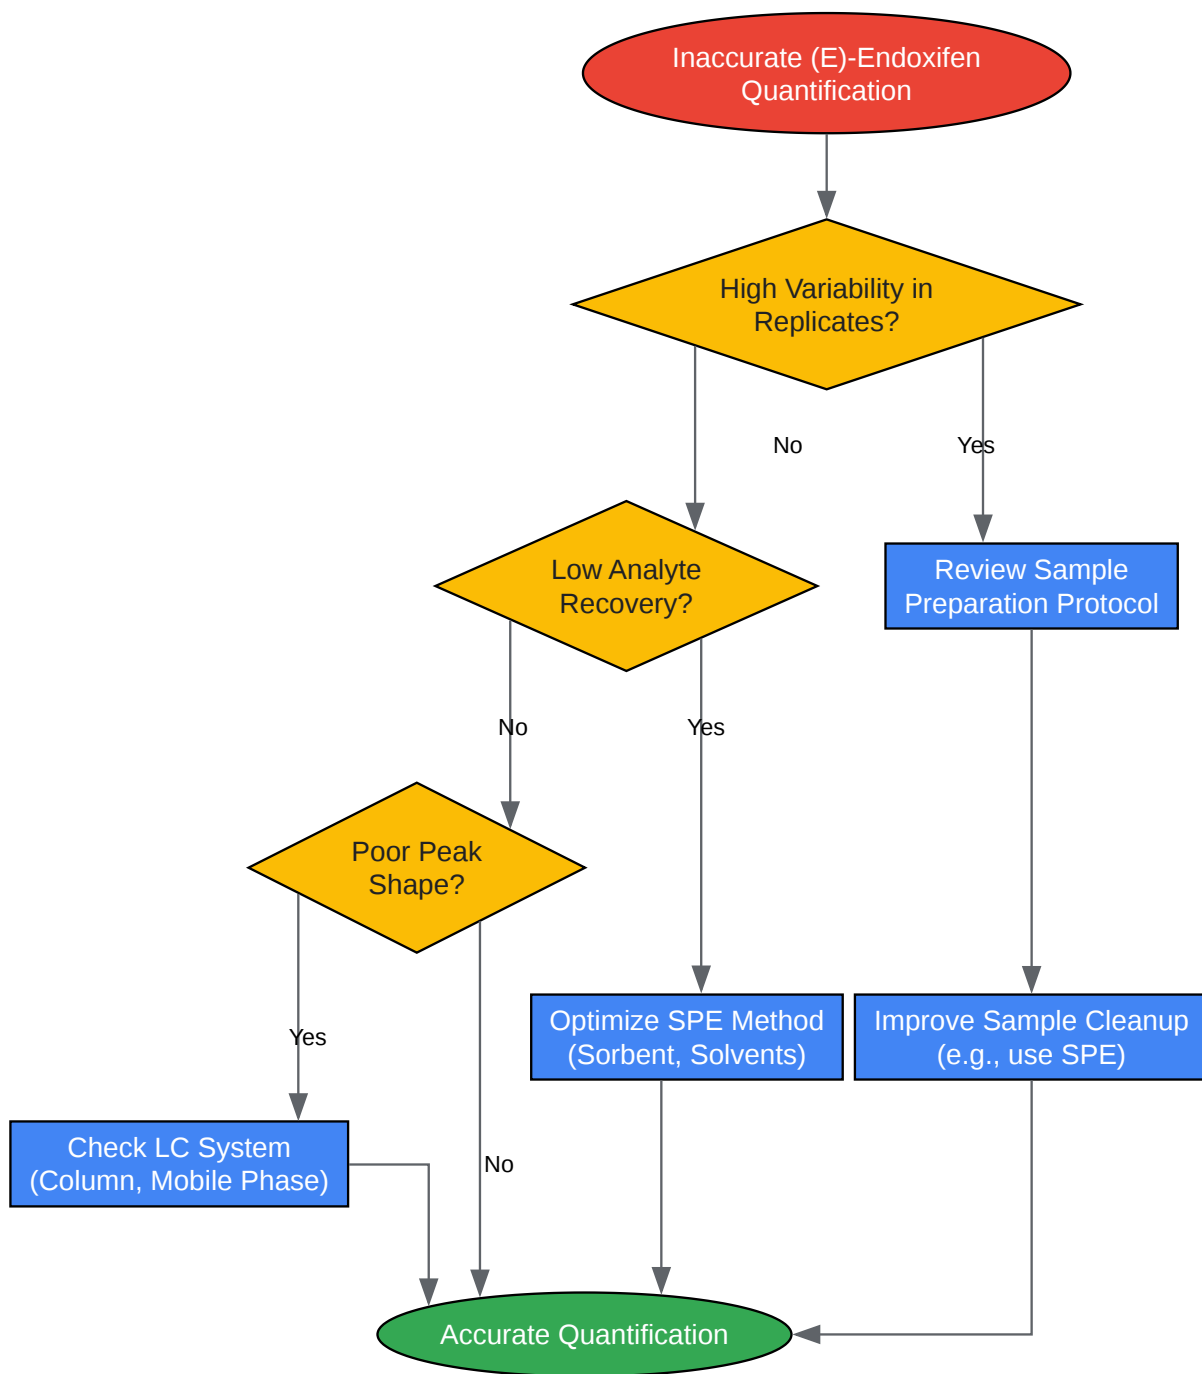 Inaccurate (E)-Endoxifen
Quantification
High Variability in
Replicates?
No
Yes
Low Analyte
Recovery?
Review Sample
Preparation Protocol
No
Yes
Poor Peak
Shape?
Optimize SPE Method
(Sorbent, Solvents)
Improve Sample Cleanup
(e.g., use SPE)
Yes
Check LC System
(Column, Mobile Phase)
No
Accurate Quantification